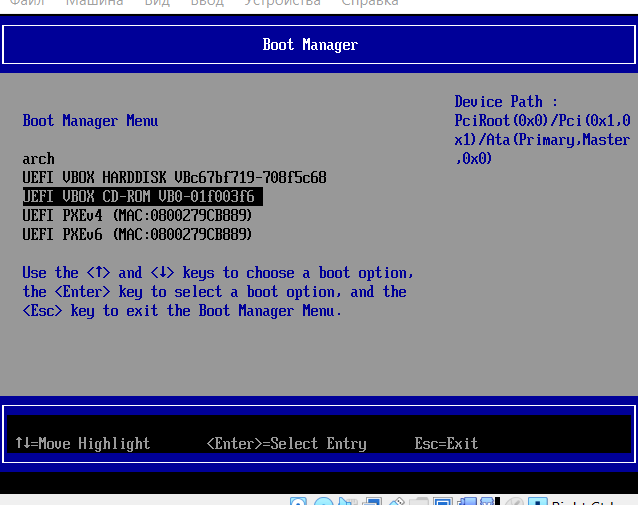 Файл Машина Вид Ввод Устройства Справка
Boot Manager
Device Path :
PciRoot(0x0)/Pci(0x1,0
x1)/Ata(Primary,Master
,0x0)
Boot Manager Menu
arch
UEFI VBOX HARDDISK VBc67bf719-708f5c68
UEFI VBOX CD-ROM VB0-01f003f6
UEFI PXEv4 (MAC:0800279CB889)
UEFI PXEv6 (MAC:0800279CB889)
Use the <↑> and <↓> keys to choose a boot option,
the <Enter> key to select a boot option, and the
<Esc> key to exit the Boot Manager Menu.
↑↓=Move Highlight <Enter>=Select Entry Esc=Exit
Right Ctrl